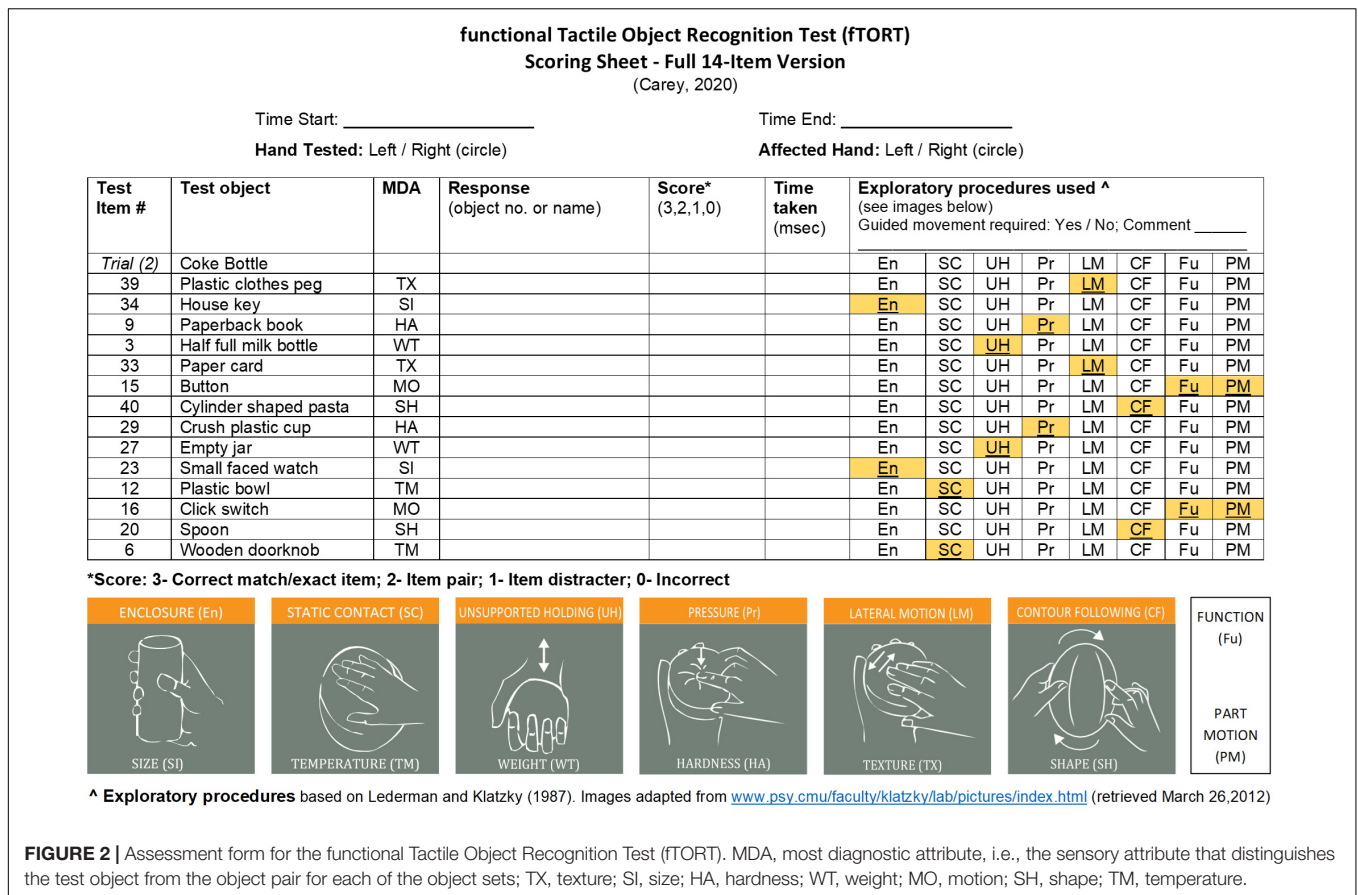 functional Tactile Object Recognition Test (fTORT)
Scoring Sheet - Full 14-Item Version
(Carey, 2020)
Time Start: ____________________ Time End: __________________
Hand Tested: Left / Right (circle) Affected Hand: Left / Right (circle)
Test Item # Test object MDA Response (object no. or name) Score* (3,2,1,0) Time taken (msec) Exploratory procedures used ^ (see images below) Guided movement required: Yes / No; Comment ______
Trial (2) Coke Bottle En SC UH Pr LM CF Fu PM
39 Plastic clothes peg TX En SC UH Pr LM CF Fu PM
34 House key SI En SC UH Pr LM CF Fu PM
9 Paperback book HA En SC UH Pr LM CF Fu PM
3 Half full milk bottle WT En SC UH Pr LM CF Fu PM
33 Paper card TX En SC UH Pr LM CF Fu PM
15 Button MO En SC UH Pr LM CF Fu PM
40 Cylinder shaped pasta SH En SC UH Pr LM CF Fu PM
29 Crush plastic cup HA En SC UH Pr LM CF Fu PM
27 Empty jar WT En SC UH Pr LM CF Fu PM
23 Small faced watch SI En SC UH Pr LM CF Fu PM
12 Plastic bowl TM En SC UH Pr LM CF Fu PM
16 Click switch MO En SC UH Pr LM CF Fu PM
20 Spoon SH En SC UH Pr LM CF Fu PM
6 Wooden doorknob TM En SC UH Pr LM CF Fu PM
*Score: 3- Correct match/exact item; 2- Item pair; 1- Item distracter; 0- Incorrect
ENCLOSURE (En) STATIC CONTACT (SC) UNSUPPORTED HOLDING (UH) PRESSURE (Pr) LATERAL MOTION (LM) CONTOUR FOLLOWING (CF)
FUNCTION
(Fu)
PART
MOTION
(PM)
SIZE (SI) TEMPERATURE (TM) WEIGHT (WT) HARDNESS (HA) TEXTURE (TX) SHAPE (SH)
^ Exploratory procedures based on Lederman and Klatzky (1987). Images adapted from www.psy.cmu/faculty/klatzky/lab/pictures/index.html (retrieved March 26,2012)
FIGURE 2 | Assessment form for the functional Tactile Object Recognition Test (fTORT). MDA, most diagnostic attribute, i.e., the sensory attribute that distinguishes
the test object from the object pair for each of the object sets; TX, texture; SI, size; HA, hardness; WT, weight; MO, motion; SH, shape; TM, temperature.